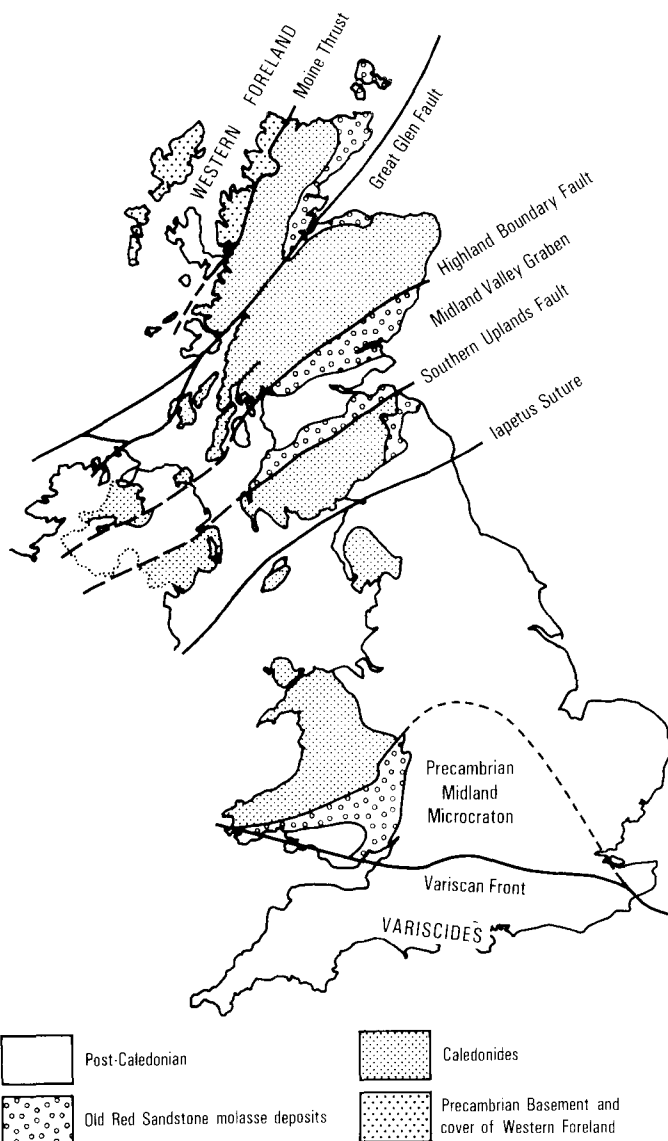 WESTERN FORELAND
Moine Thrust
Great Glen Fault
Highland Boundary Fault
Midland Valley Graben
Southern Uplands Fault
Iapetus Suture
Precambrian
Midland
Microcraton
Variscan Front
VARISCIDES
Post-Caledonian
Caledonides
Old Red Sandstone molasse deposits
Precambrian Basement and
cover of Western Foreland